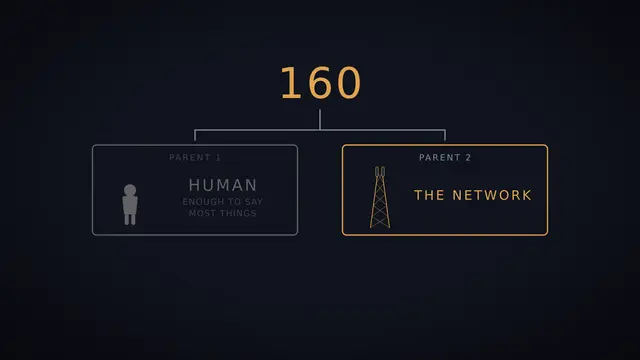 160
PARENT 1
HUMAN
ENOUGH TO SAY
MOST THINGS
PARENT 2
THE NETWORK